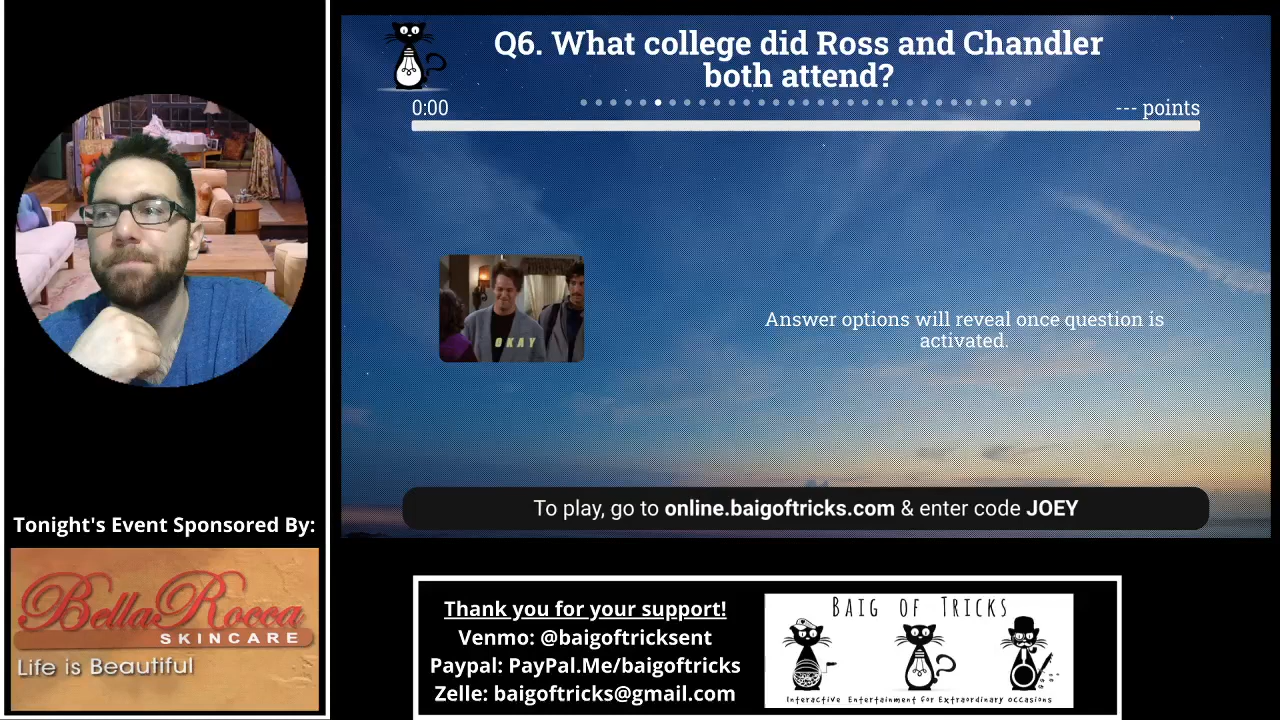 Q6. What college did Ross and Chandler
both attend?
0:00
--- points
OKAY
Answer options will reveal once question is
activated.
To play, go to online.baigoftricks.com & enter code JOEY
Tonight's Event Sponsored By:
BellaRocca
SKINCARE
Life is Beautiful
Thank you for your support!
Venmo: @baigoftricksent
Paypal: PayPal.Me/baigoftricks
Zelle: baigoftricks@gmail.com
BAIG OF TRICKS
Interactive Entertainment for Extraordinary occasions